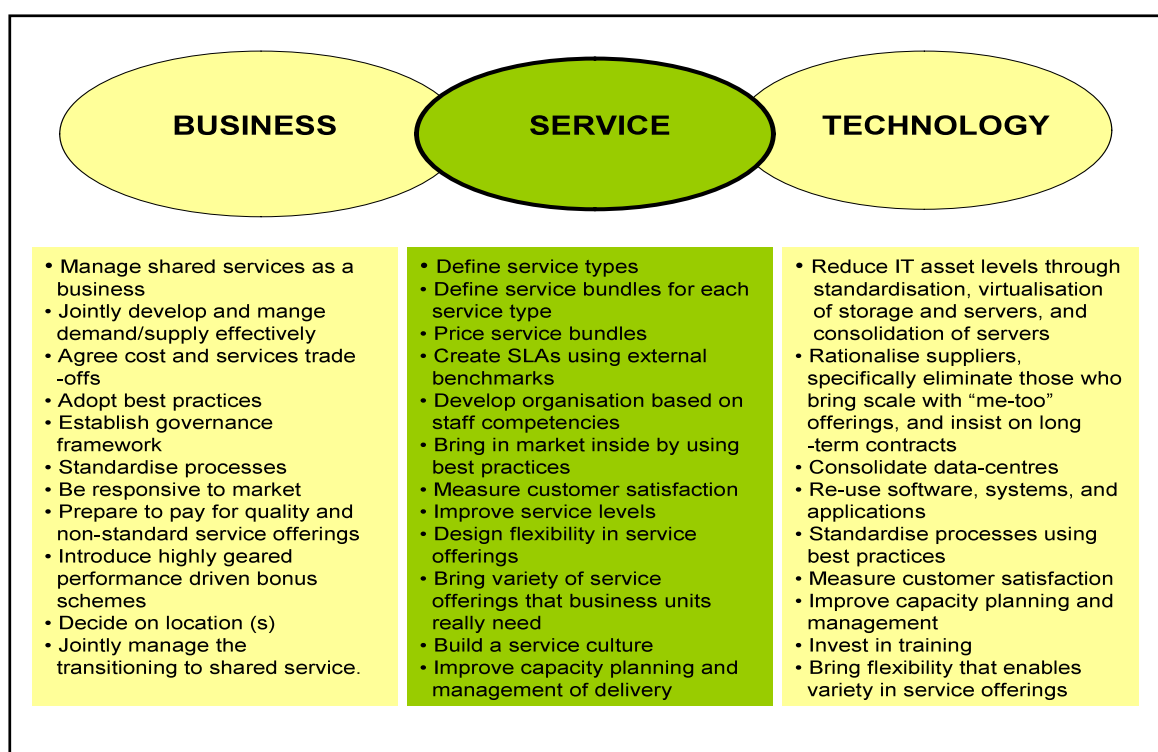 BUSINESS
SERVICE
TECHNOLOGY
• Manage shared services as a
business
• Jointly develop and mange
demand/supply effectively
• Agree cost and services trade
-offs
• Adopt best practices
• Establish governance
framework
• Standardise processes
• Be responsive to market
• Prepare to pay for quality and
non-standard service offerings
• Introduce highly geared
performance driven bonus
schemes
• Decide on location (s)
• Jointly manage the
transitioning to shared service.
• Define service types
• Define service bundles for each
service type
• Price service bundles
• Create SLAs using external
benchmarks
• Develop organisation based on
staff competencies
• Bring in market inside by using
best practices
• Measure customer satisfaction
• Improve service levels
• Design flexibility in service
offerings
• Bring variety of service
offerings that business units
really need
• Build a service culture
• Improve capacity planning and
management of delivery
• Reduce IT asset levels through
standardisation, virtualisation
of storage and servers, and
consolidation of servers
• Rationalise suppliers,
specifically eliminate those who
bring scale with “me-too”
offerings, and insist on long
-term contracts
• Consolidate data-centres
• Re-use software, systems, and
applications
• Standardise processes using
best practices
• Measure customer satisfaction
• Improve capacity planning and
management
• Invest in training
• Bring flexibility that enables
variety in service offerings